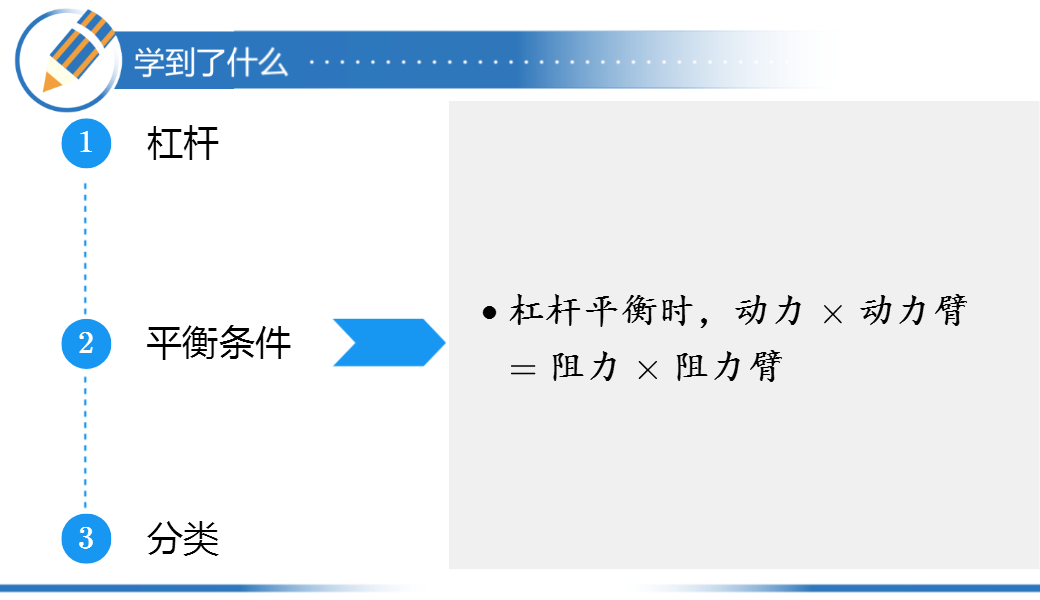 学到了什么
1 杠杆
2 平衡条件
• 杠杆平衡时，动力 × 动力臂
= 阻力 × 阻力臂
3 分类